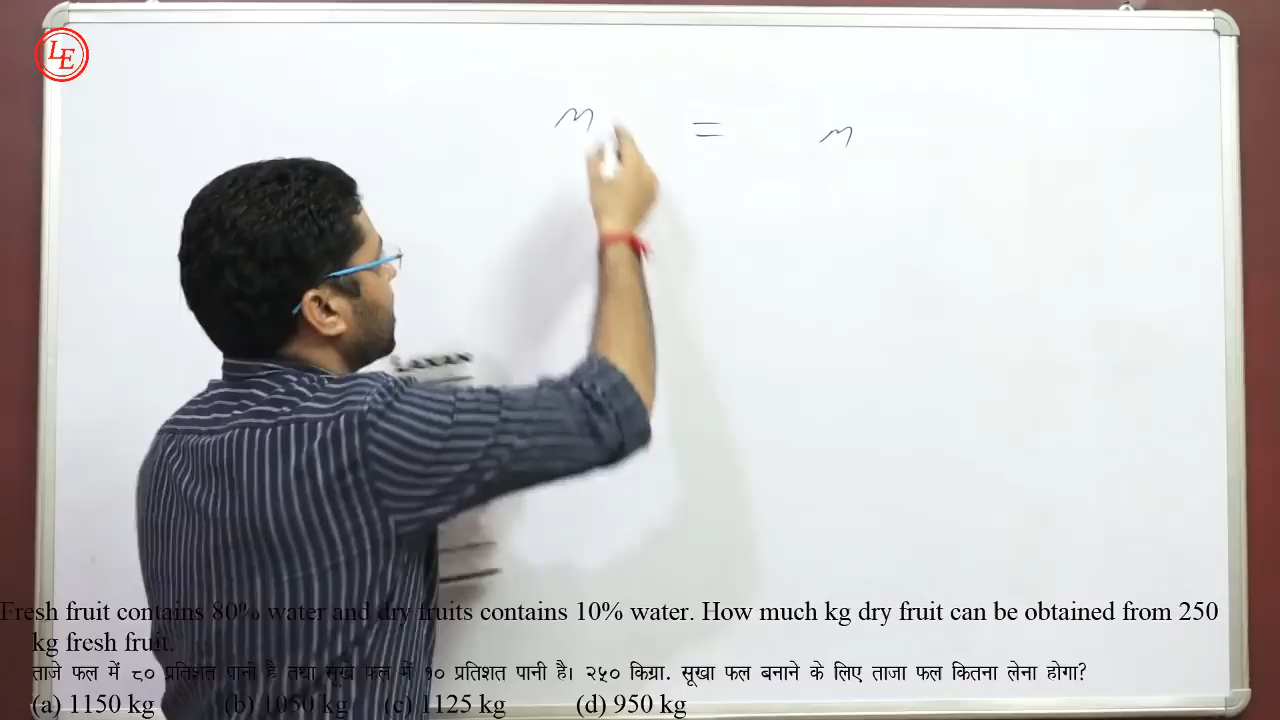 LE
m = m
Fresh fruit contains 80% water and dry fruits contains 10% water. How much kg dry fruit can be obtained from 250
kg fresh fruit.
ताजे फल में ८० प्रतिशत पानी है तथा सूखे फल में १० प्रतिशत पानी है। २५० किग्रा. सूखा फल बनाने के लिए ताजा फल कितना लेना होगा?
(a) 1150 kg (b) 1050 kg (c) 1125 kg (d) 950 kg